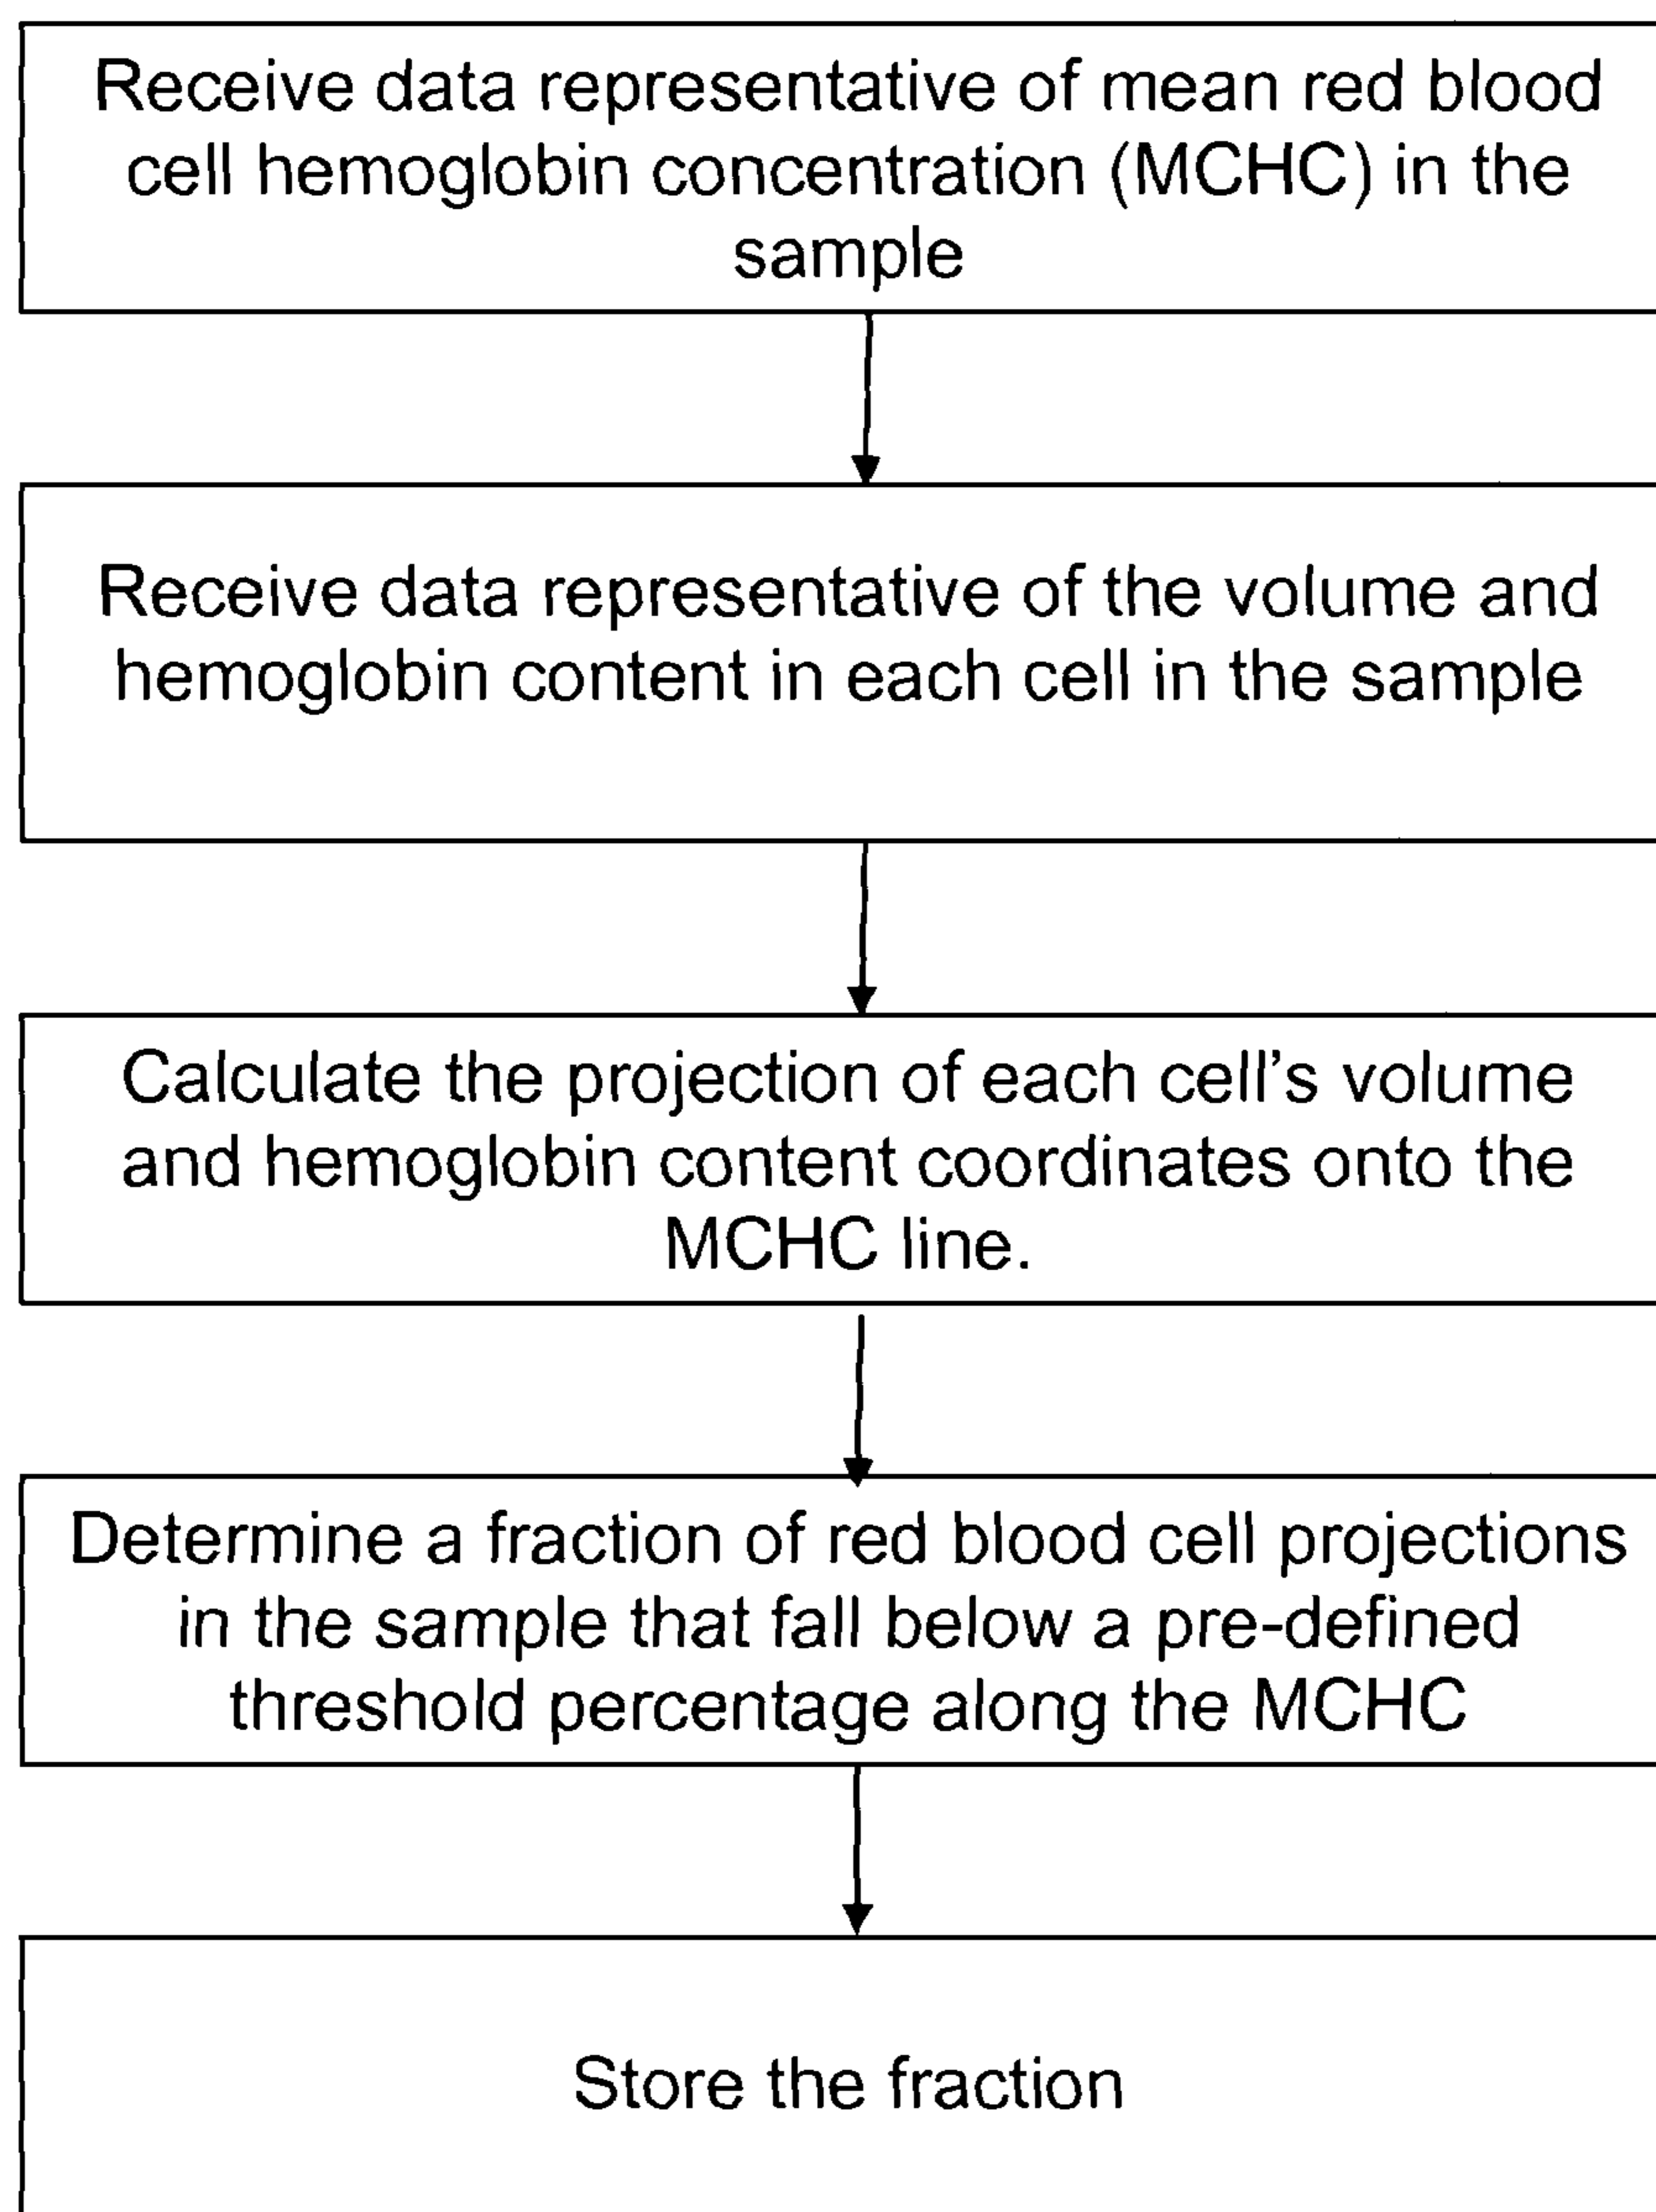 Receive data representative of mean red blood
cell hemoglobin concentration (MCHC) in the
sample
Receive data representative of the volume and
hemoglobin content in each cell in the sample
Calculate the projection of each cell’s volume
and hemoglobin content coordinates onto the
MCHC line.
Determine a fraction of red blood cell projections
in the sample that fall below a pre-defined
threshold percentage along the MCHC
Store the fraction